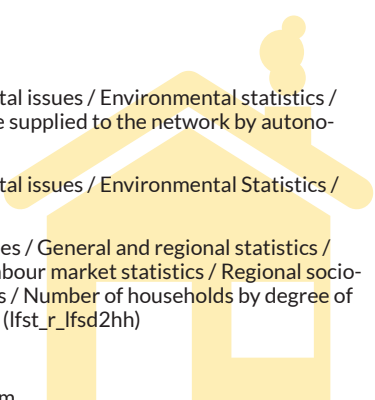 tal issues / Environmental statistics /
e supplied to the network by autono-
tal issues / Environmental Statistics /
es / General and regional statistics /
abour market statistics / Regional socio-
s / Number of households by degree of
(lfst_r_lfsd2hh)